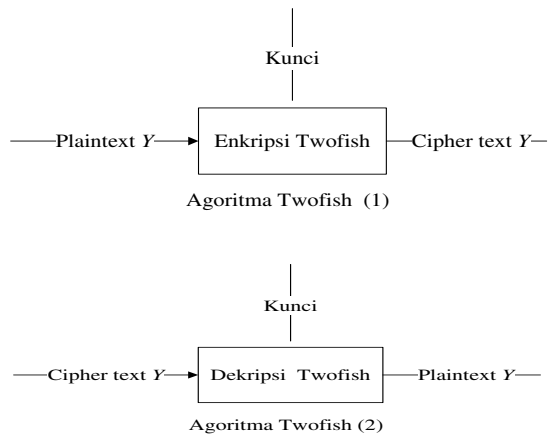 Kunci
Plaintext Y Enkripsi Twofish Cipher text Y
Agoritma Twofish (1)
Kunci
Cipher text Y Dekripsi Twofish Plaintext Y
Agoritma Twofish (2)